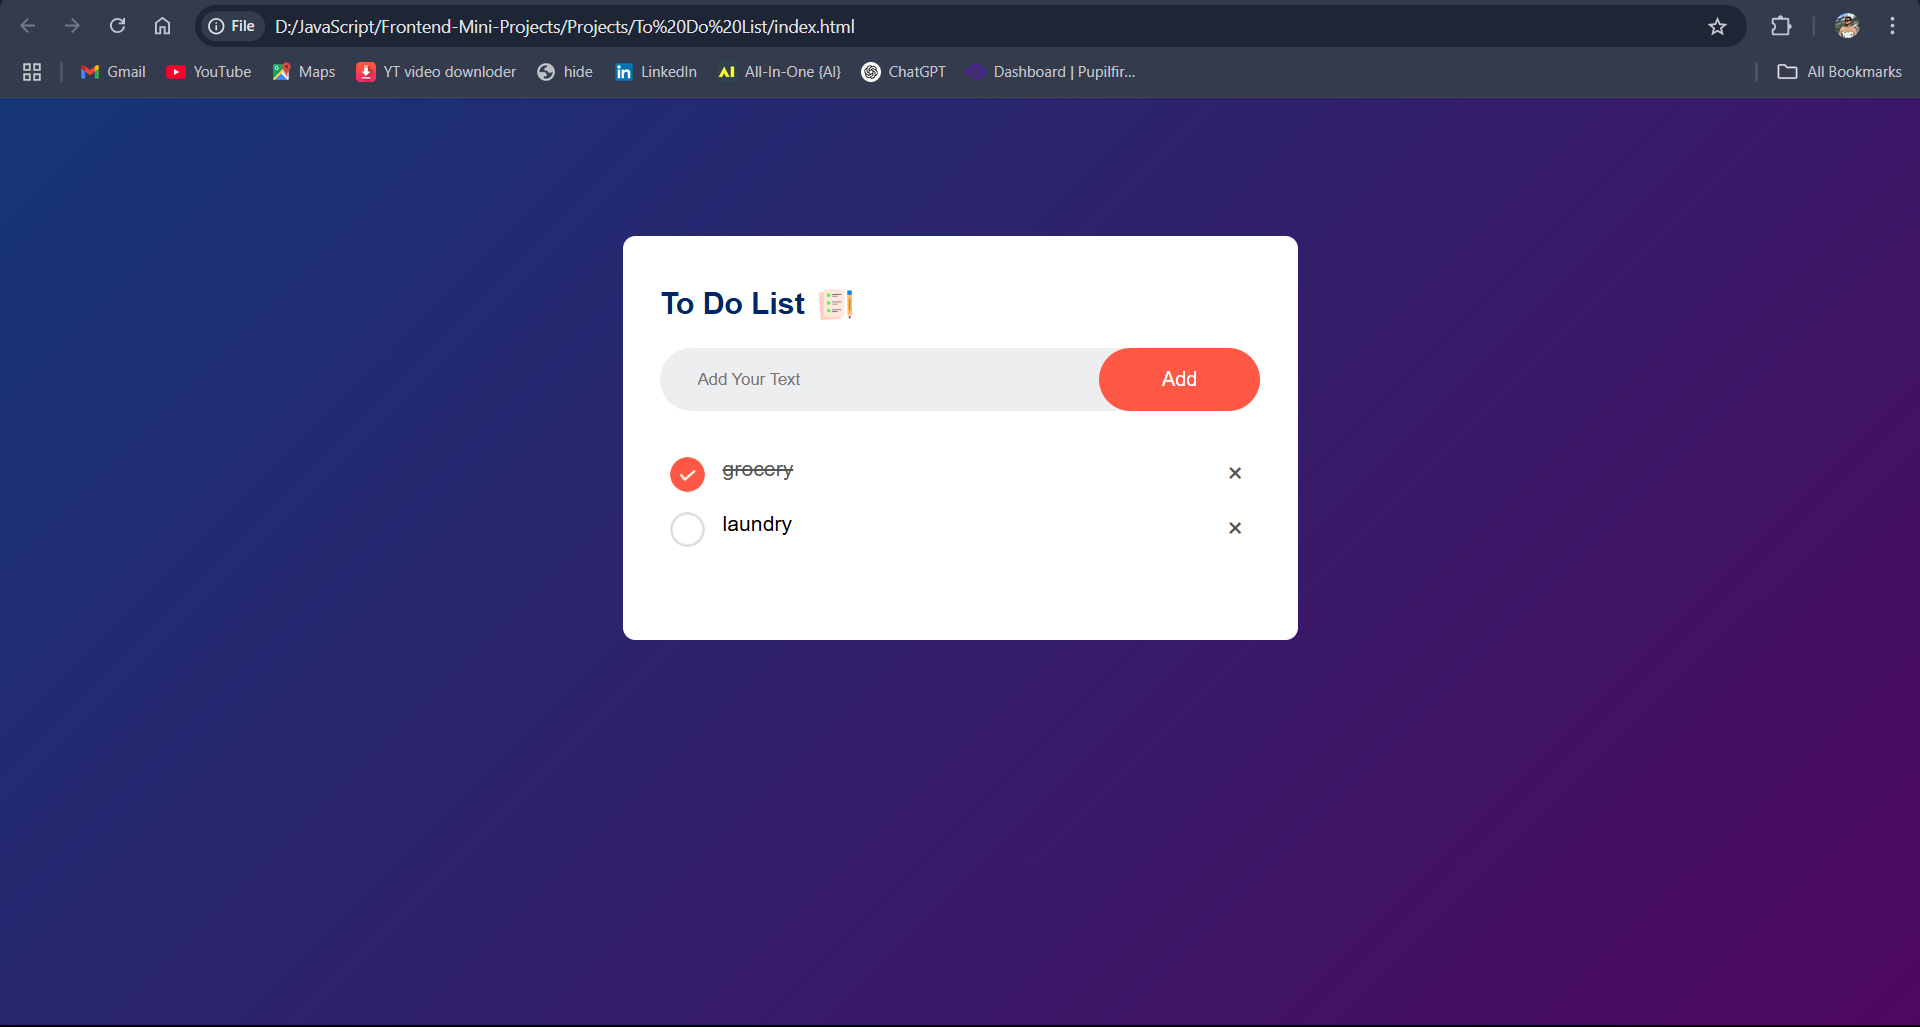 File D:/JavaScript/Frontend-Mini-Projects/Projects/To%20Do%20List/index.html
Gmail YouTube Maps YT video downloder hide LinkedIn All-In-One {AI} ChatGPT Dashboard | Pupilfir... All Bookmarks
To Do List
Add Your Text Add
grocery ×
laundry ×